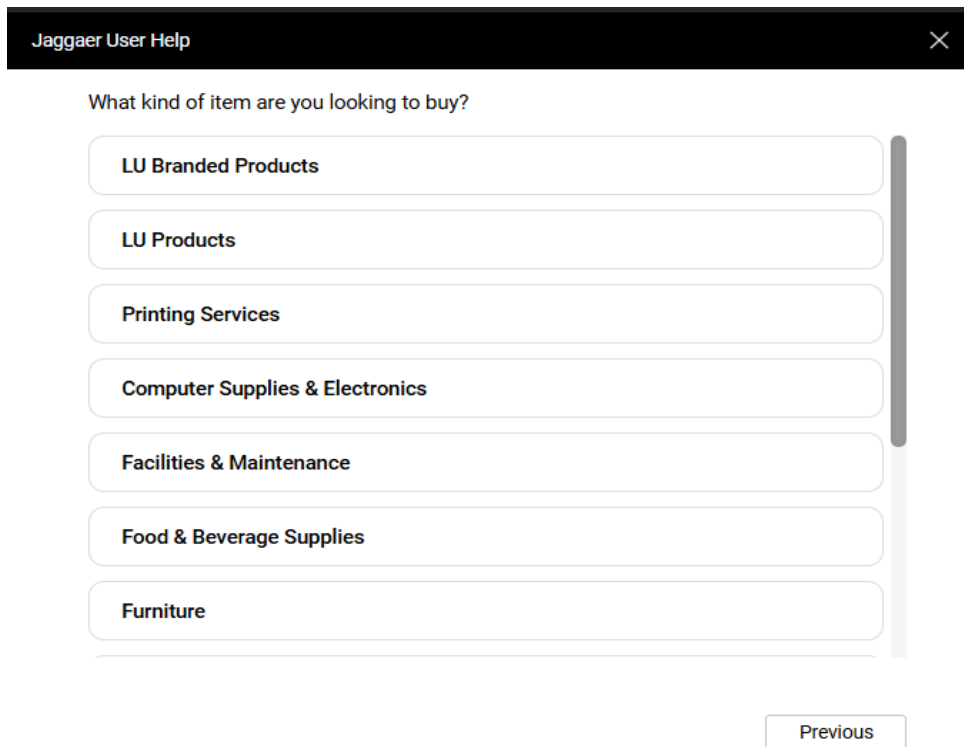 Jaggaer User Help
What kind of item are you looking to buy?
LU Branded Products
LU Products
Printing Services
Computer Supplies & Electronics
Facilities & Maintenance
Food & Beverage Supplies
Furniture
Previous